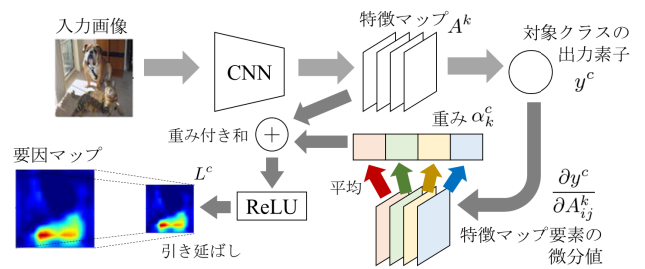 入力画像
CNN
特徴マップ A^k
対象クラスの
出力素子
y^c
重み付き和
+
重み α_k^c
要因マップ
L^c
平均
ReLU
∂y^c
∂A_{ij}^k
引き延ばし
特徴マップ要素の
微分値